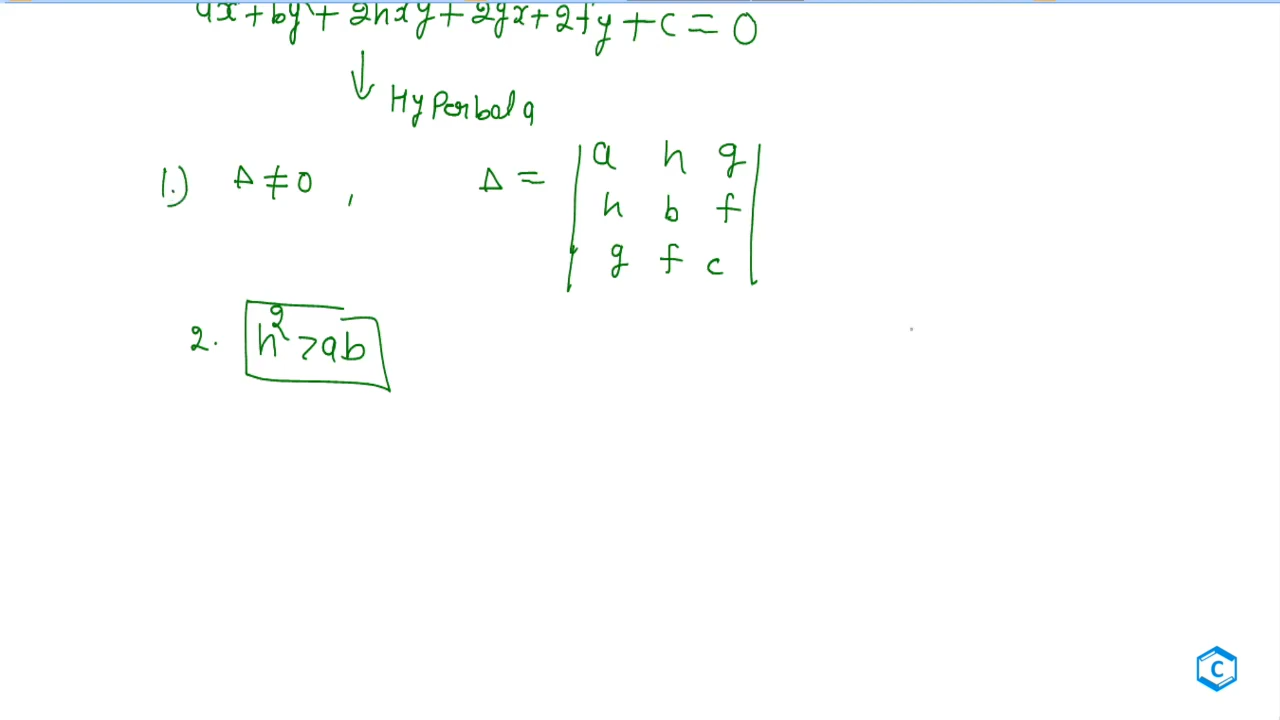 ax² + by² + 2hxy + 2gx + 2fy + c = 0
↓ Hyperbola
1.) Δ ≠ 0 , Δ = | a h g |
| h b f |
| g f c |
2. h² > ab
C